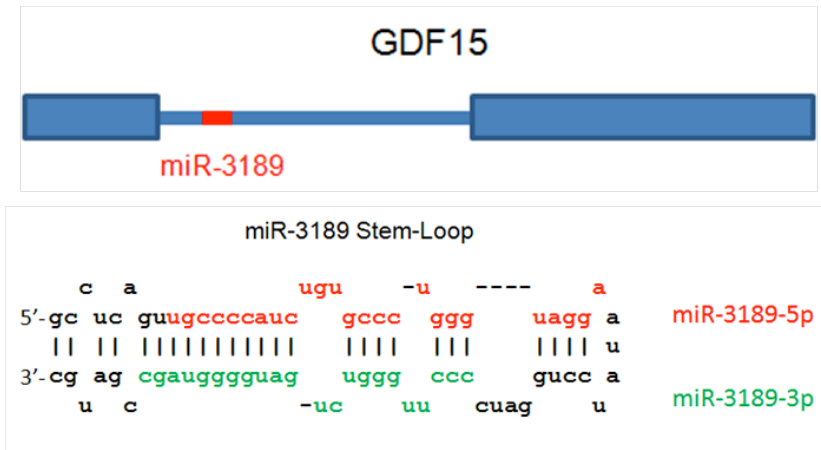 GDF15
miR-3189
miR-3189 Stem-Loop
c a ugu -u ---- a
5'-gc uc guugccccauc gccc ggg uagg a miR-3189-5p
|| || ||||||||||| |||| ||| |||| u
3'-cg ag cgauggggguag uggg ccc gucc a miR-3189-3p
u c -uc uu cuag u